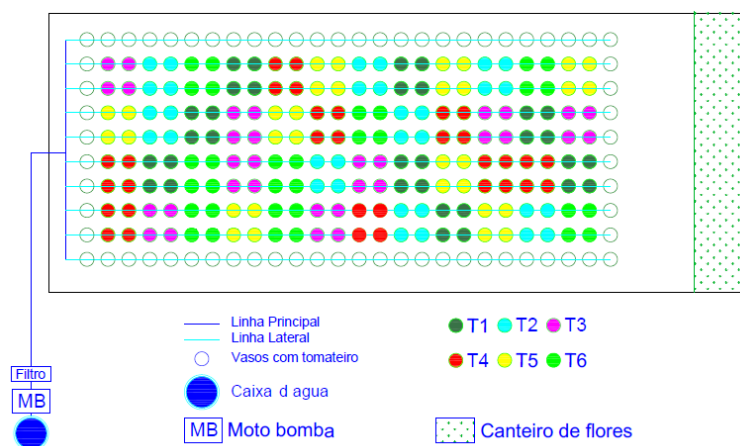 Linha Principal
Linha Lateral
Vasos com tomateiro
T1 T2 T3
T4 T5 T6
Filtro
MB
Caixa d agua
MB Moto bomba
Canteiro de flores